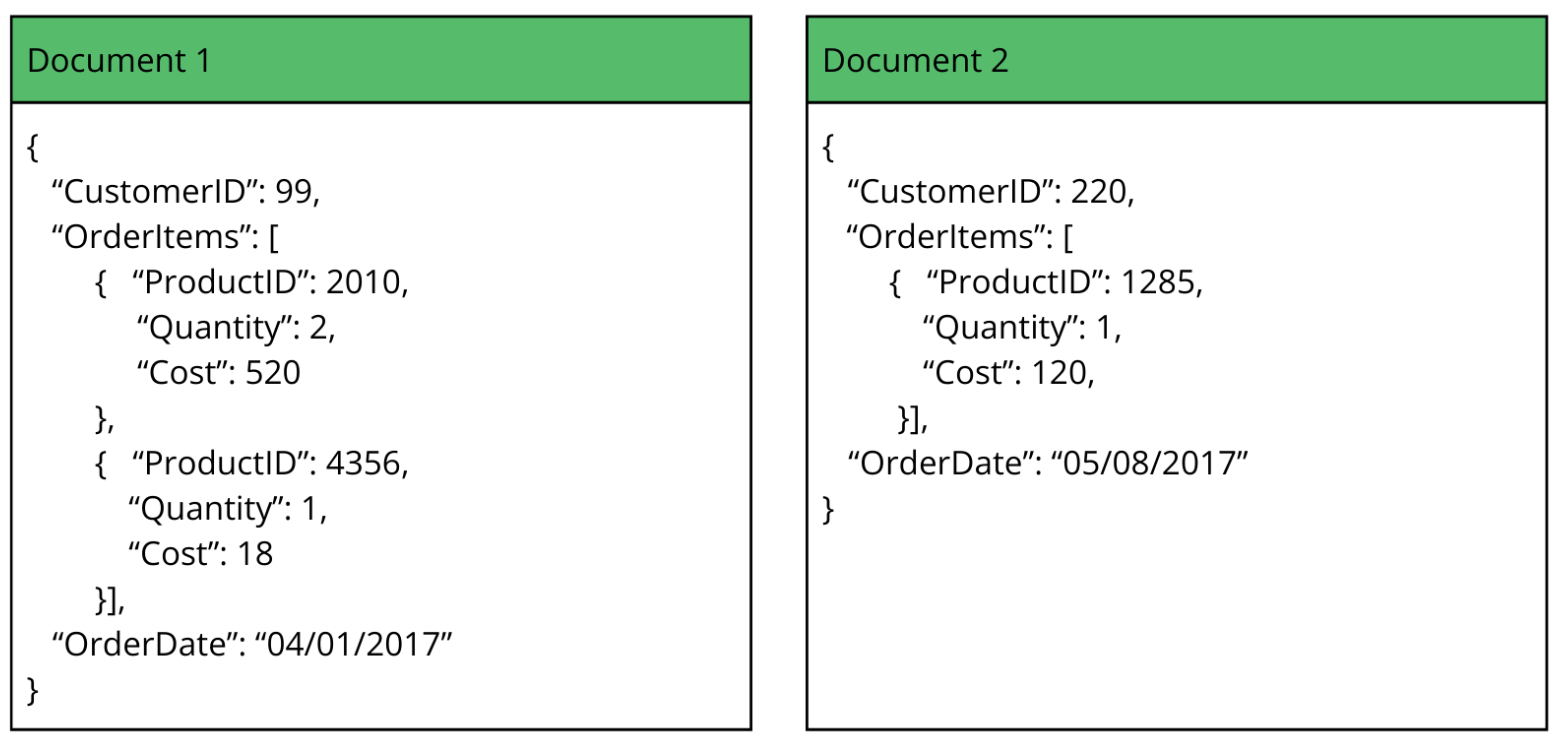 Document 1
{
“CustomerID”: 99,
“OrderItems”: [
{ “ProductID”: 2010,
“Quantity”: 2,
“Cost”: 520
},
{ “ProductID”: 4356,
“Quantity”: 1,
“Cost”: 18
}],
“OrderDate”: “04/01/2017”
}
Document 2
{
“CustomerID”: 220,
“OrderItems”: [
{ “ProductID”: 1285,
“Quantity”: 1,
“Cost”: 120,
}],
“OrderDate”: “05/08/2017”
}